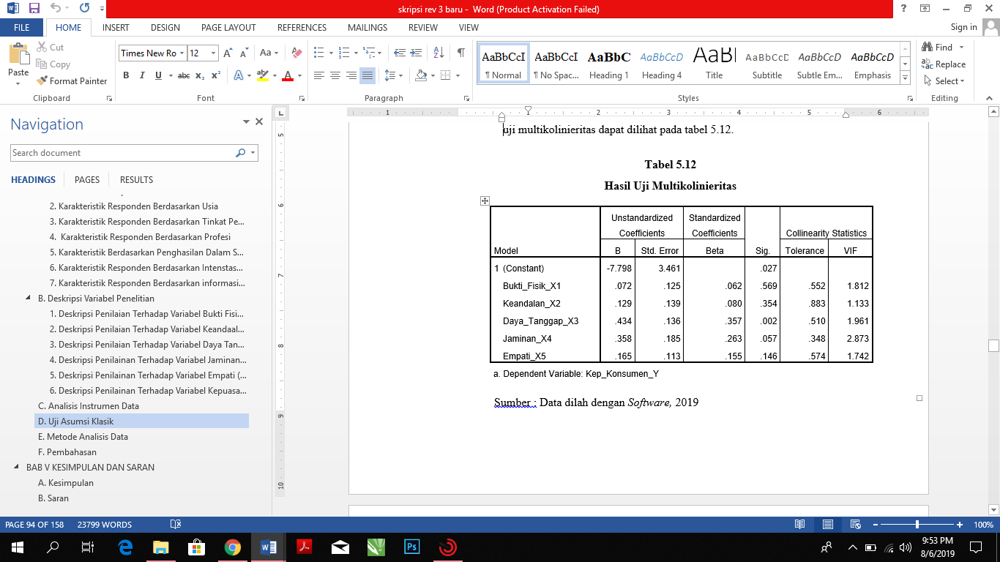 skripsi rev 3 baru - Word (Product Activation Failed)
FILE HOME INSERT DESIGN PAGE LAYOUT REFERENCES MAILINGS REVIEW VIEW Sign in
Paste
Cut
Copy
Format Painter
Clipboard
Times New Ro 12
Font
Paragraph
AaBbCcI AaBbCcI AaBbC AaBbCcD AaBl AaBbCcD AaBbCcD AaBbCcD
¶ Normal ¶ No Spac... Heading 1 Heading 4 Title Subtitle Subtle Em... Emphasis
Styles
Find
Replace
Select
Editing
Navigation
Search document
HEADINGS PAGES RESULTS
2. Karakteristik Responden Berdasarkan Usia
3. Karakteristik Responden Berdasarkan Tinkat Pe...
4. Karakteristik Responden Berdasarkan Profesi
5. Karakteristik Berdasarkan Penghasilan Dalam S...
6. Karakteristik Responden Berdasarkan Intenstas...
7. Karakteristik Responden Berdasarkan informasi...
B. Deskripsi Variabel Penelitian
1. Deskripsi Penilaian Terhadap Variabel Bukti Fisi...
2. Deskripsi Penilaian Terhadap Variabel Keandaal...
3. Deskripsi Penilaian Terhadap Variabel Daya Tan...
4. Deskripsi Penilainan Terhadap Variabel Jaminan...
5. Deskripsi Penilainan Terhadap Variabel Empati (...
6. Deskripsi Penilainan Terhadap Variabel Kepuasa...
C. Analisis Instrumen Data
D. Uji Asumsi Klasik
E. Metode Analisis Data
F. Pembahasan
BAB V KESIMPULAN DAN SARAN
A. Kesimpulan
B. Saran
uji multikolinieritas dapat dilihat pada tabel 5.12.
Tabel 5.12
Hasil Uji Multikolinieritas
Unstandardized Coefficients Standardized Coefficients Collinearity Statistics
Model B Std. Error Beta Sig. Tolerance VIF
1 (Constant) -7.798 3.461 .027
Bukti_Fisik_X1 .072 .125 .062 .569 .552 1.812
Keandalan_X2 .129 .139 .080 .354 .883 1.133
Daya_Tanggap_X3 .434 .136 .357 .002 .510 1.961
Jaminan_X4 .358 .185 .263 .057 .348 2.873
Empati_X5 .165 .113 .155 .146 .574 1.742
a. Dependent Variable: Kep_Konsumen_Y
Sumber : Data dilah dengan Software, 2019
PAGE 94 OF 158 23799 WORDS 100%
9:53 PM
8/6/2019